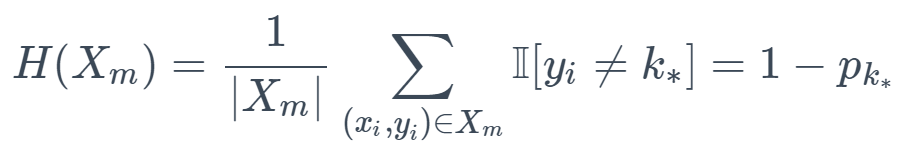 H(X_m) = \frac{1}{|X_m|} \sum_{(x_i, y_i) \in X_m} \mathbb{I}[y_i \neq k_*] = 1 - p_{k_*}